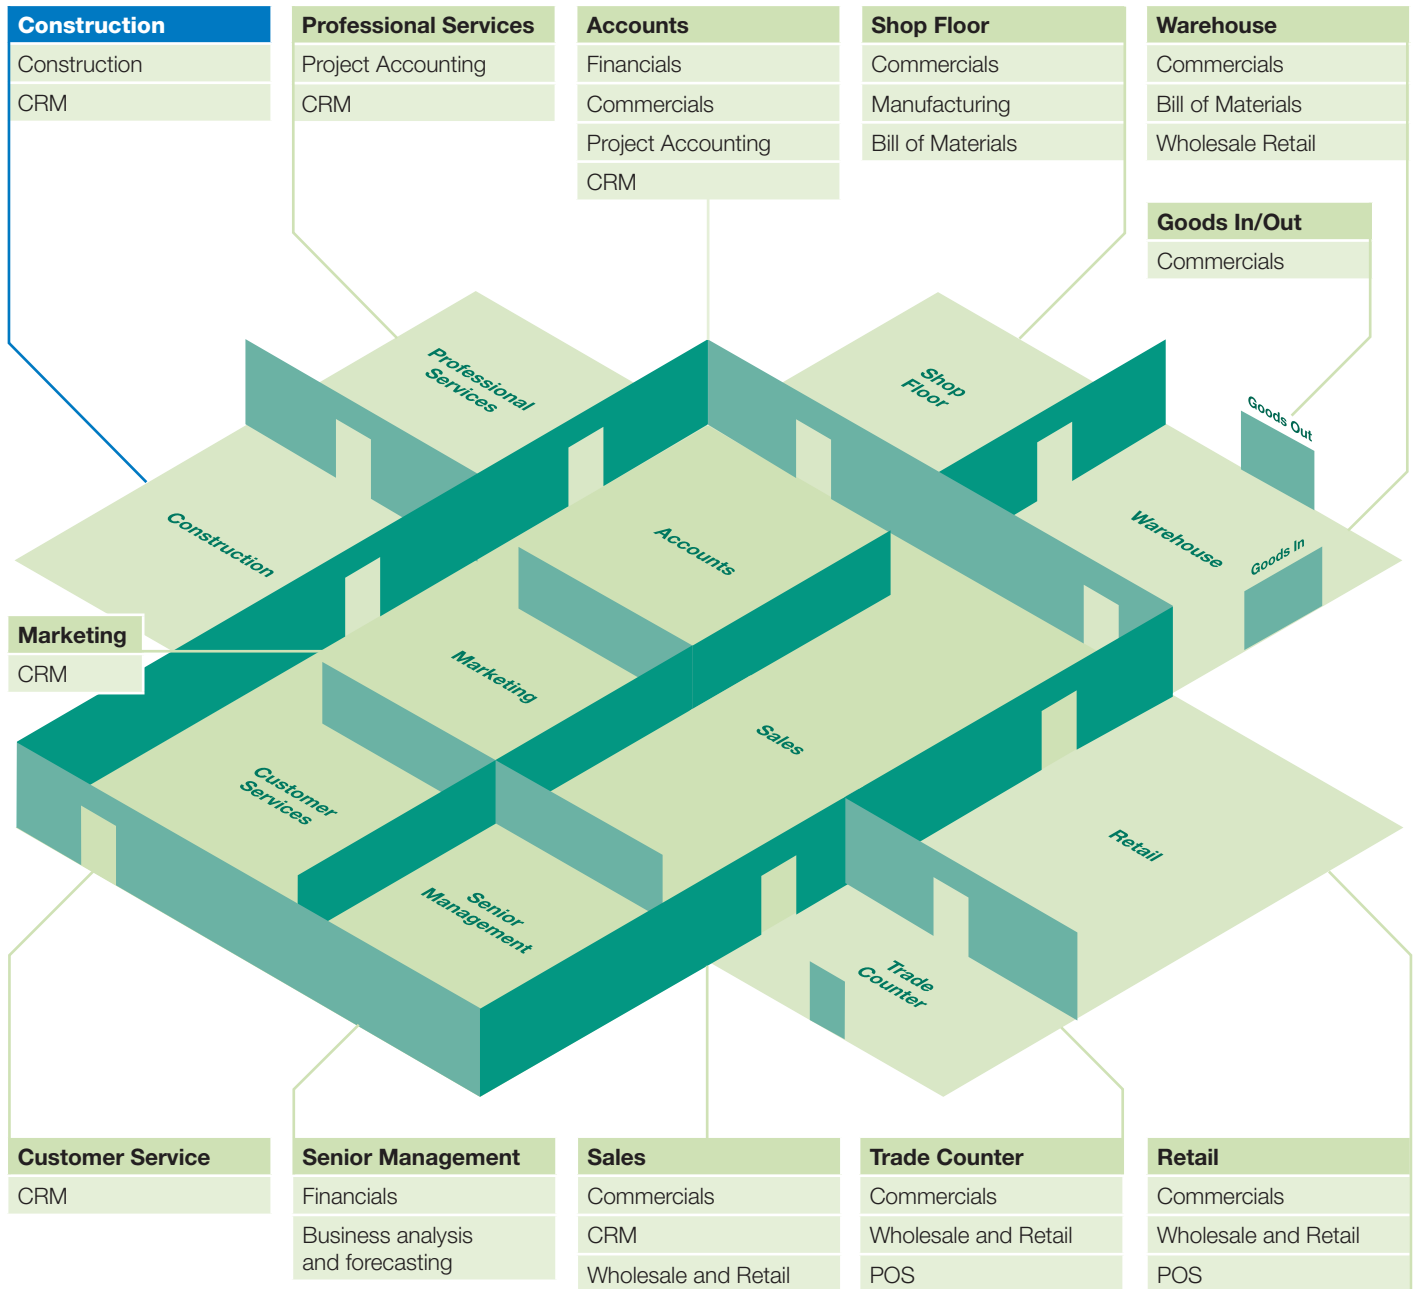 Construction
Construction
CRM
Professional Services
Project Accounting
CRM
Accounts
Financials
Commercials
Project Accounting
CRM
Shop Floor
Commercials
Manufacturing
Bill of Materials
Warehouse
Commercials
Bill of Materials
Wholesale Retail
Goods In/Out
Commercials
Professional
Services
Shop
Floor
Goods Out
Construction
Accounts
Warehouse
Goods In
Marketing
CRM
Marketing
Sales
Customer
Services
Retail
Senior
Management
Trade
Counter
Customer Service
CRM
Senior Management
Financials
Business analysis
and forecasting
Sales
Commercials
CRM
Wholesale and Retail
Trade Counter
Commercials
Wholesale and Retail
POS
Retail
Commercials
Wholesale and Retail
POS